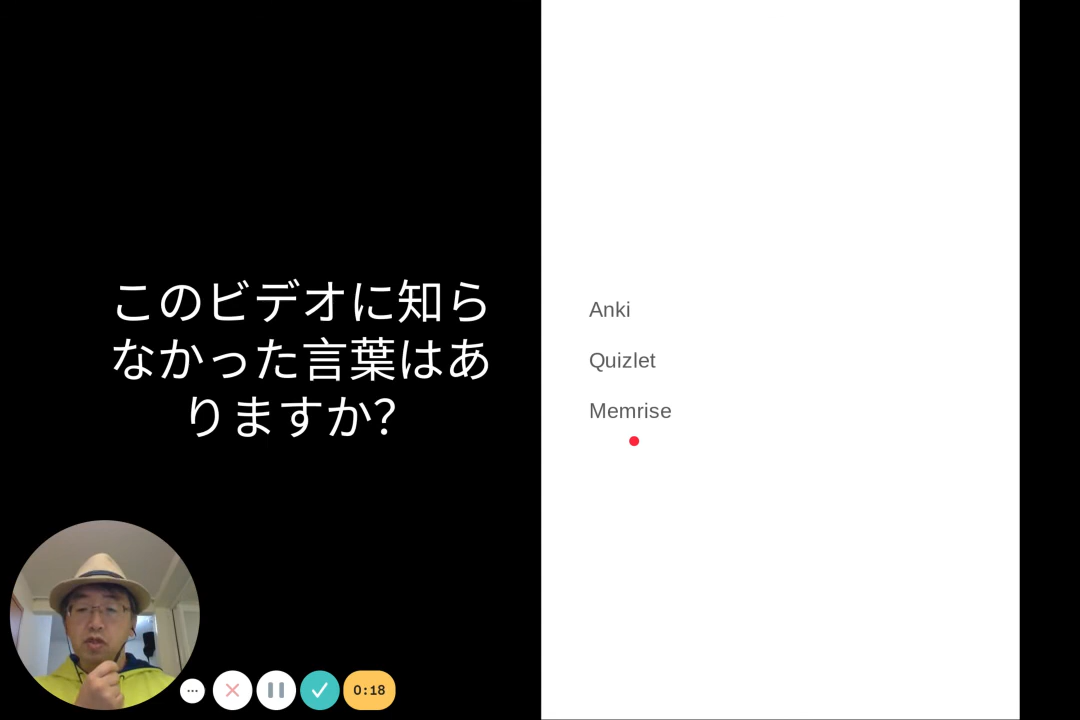 このビデオに知ら
なかった言葉はあ
りますか?
Anki
Quizlet
Memrise
0:18